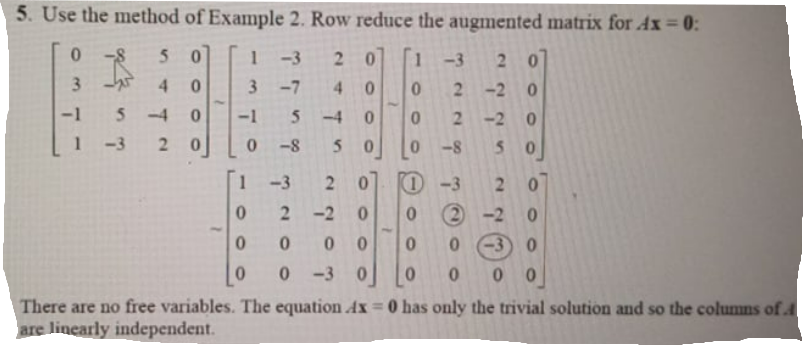 5. Use the method of Example 2. Row reduce the augmented matrix for Ax = 0:
0 -8 5 0 1 -3 2 0 1 -3 2 0
3 4 0 ~ 3 -7 4 0 ~ 0 2 -2 0
-1 5 -4 0 -1 5 -4 0 0 2 -2 0
1 -3 2 0 0 -8 5 0 0 -8 5 0
1 -3 2 0 1 -3 2 0
~ 0 2 -2 0 ~ 0 2 -2 0
0 0 0 0 0 0 -3 0
0 0 -3 0 0 0 0 0
There are no free variables. The equation Ax = 0 has only the trivial solution and so the columns of A
are linearly independent.